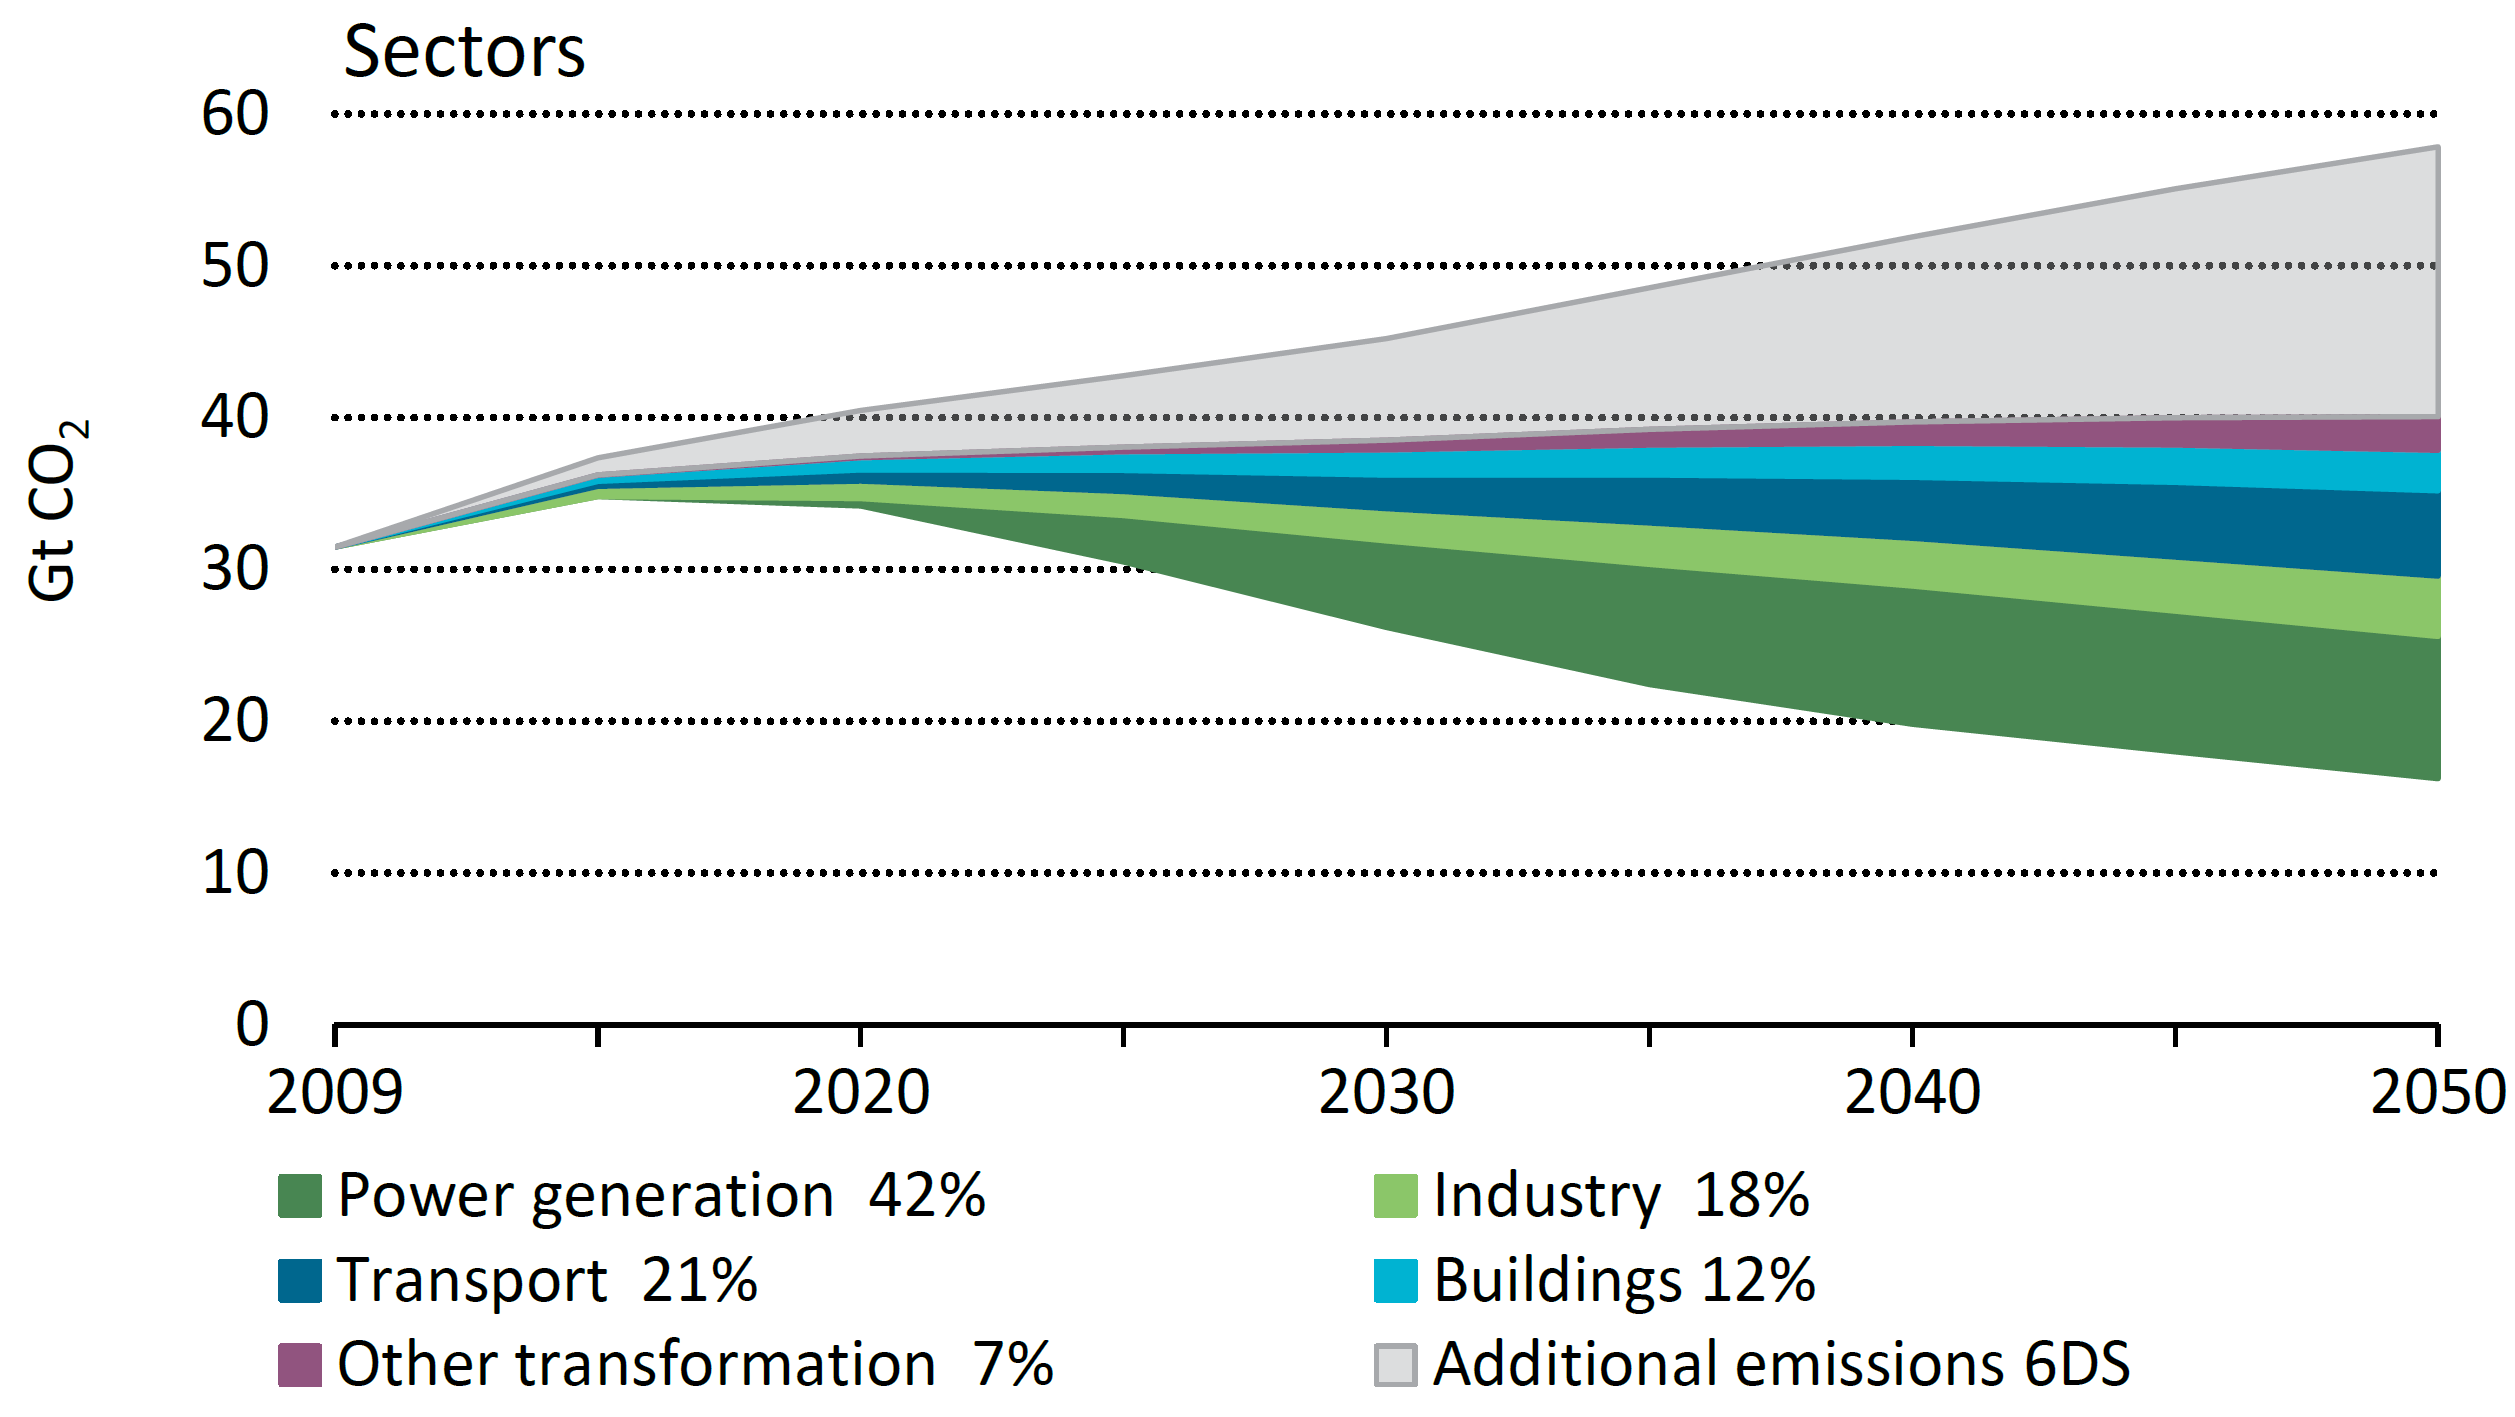 Sectors
60
50
40
30
20
10
0
Gt CO₂
2009 2020 2030 2040 2050
Power generation 42% Industry 18%
Transport 21% Buildings 12%
Other transformation 7% Additional emissions 6DS